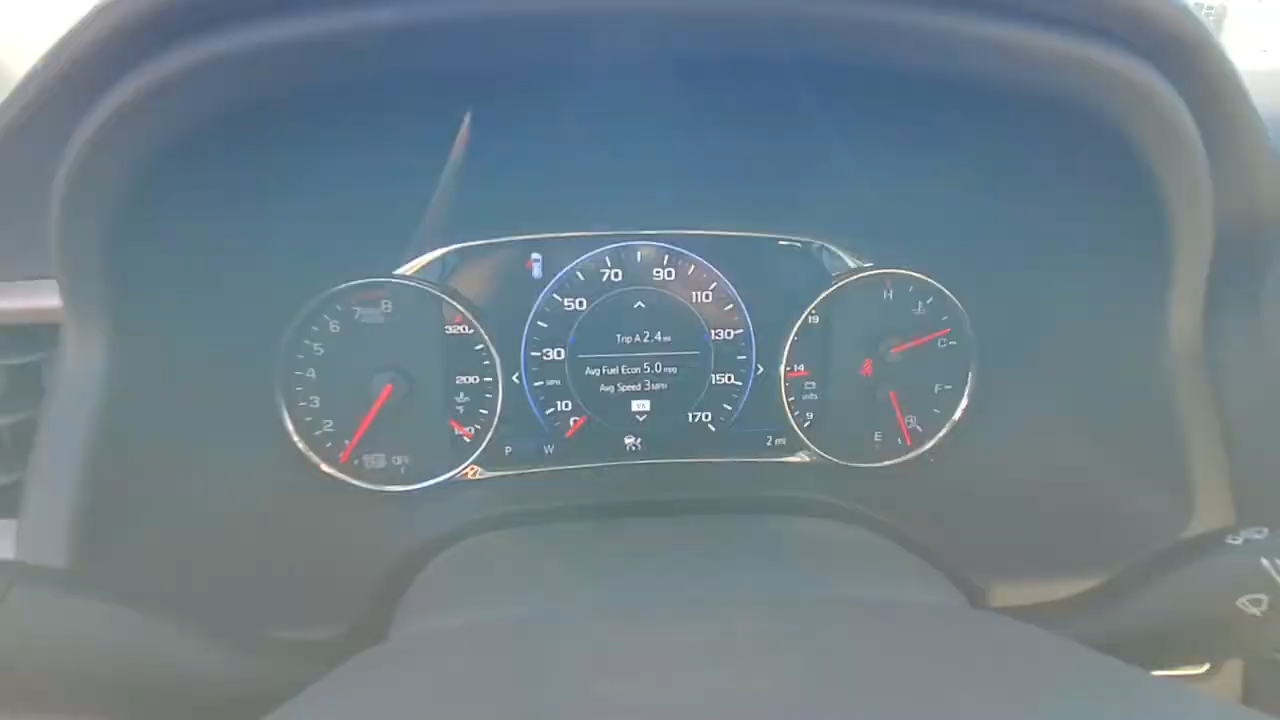 8
7
6
5
4
3
2
OFF
320
200
°F
10
30
50
70
90
110
130
150
170
0
MPH
Trip A 2.4 mi
Avg Fuel Econ 5.0 mpg
Avg Speed 3 MPH
P
W
2 mi
19
14
volts
9
H
C
F
E